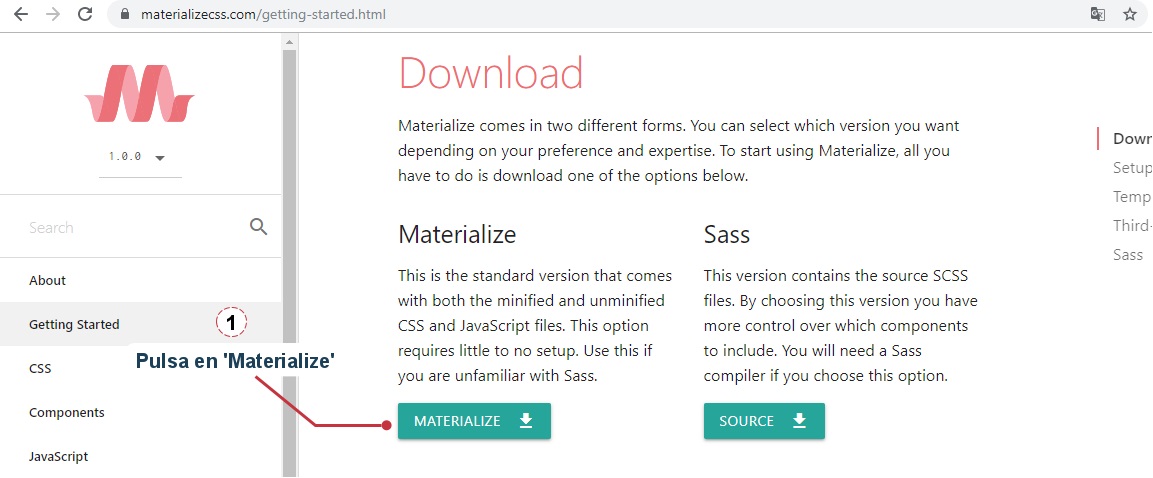 materializecss.com/getting-started.html
1.0.0
Search
About
Getting Started
CSS
Components
JavaScript
1
Pulsa en 'Materialize'
Download
Materialize comes in two different forms. You can select which version you want
depending on your preference and expertise. To start using Materialize, all you
have to do is download one of the options below.
Materialize
This is the standard version that comes
with both the minified and unminified
CSS and JavaScript files. This option
requires little to no setup. Use this if
you are unfamiliar with Sass.
MATERIALIZE
Sass
This version contains the source SCSS
files. By choosing this version you have
more control over which components
to include. You will need a Sass
compiler if you choose this option.
SOURCE
Down
Setup
Temp
Third-
Sass